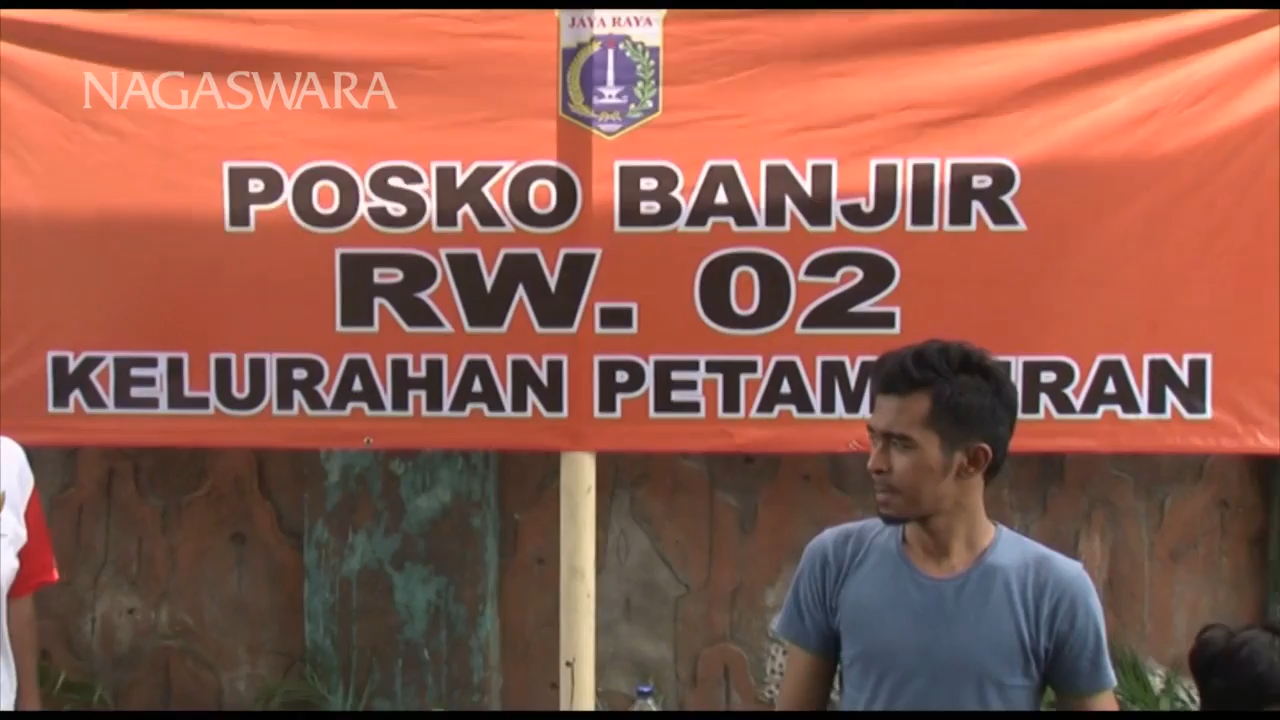 JAYA RAYA
NAGASWARA
POSKO BANJIR
RW. 02
KELURAHAN